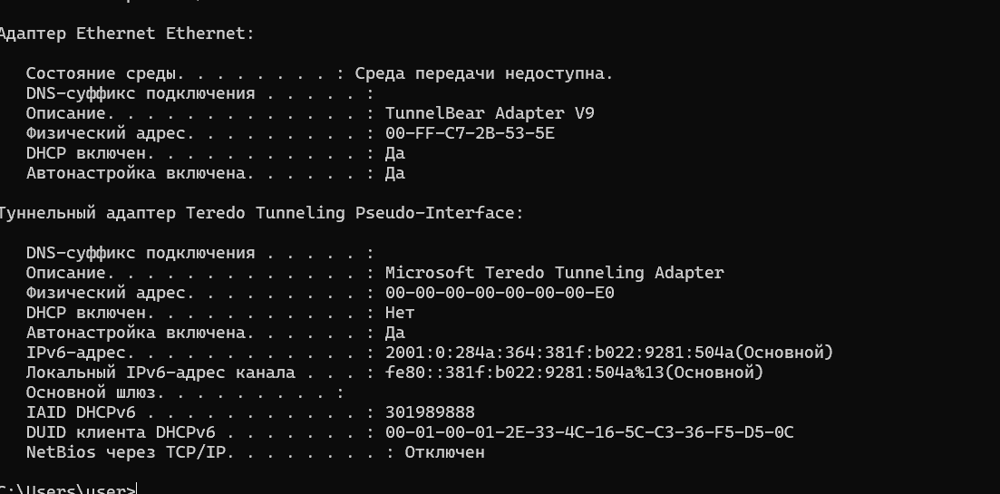 Адаптер Ethernet Ethernet:
Состояние среды. . . . . . . . : Среда передачи недоступна.
DNS-суффикс подключения . . . . . :
Описание. . . . . . . . . . . . . : TunnelBear Adapter V9
Физический адрес. . . . . . . . . : 00-FF-C7-2B-53-5E
DHCP включен. . . . . . . . . . . : Да
Автонастройка включена. . . . . . : Да
Туннельный адаптер Teredo Tunneling Pseudo-Interface:
DNS-суффикс подключения . . . . . :
Описание. . . . . . . . . . . . . : Microsoft Teredo Tunneling Adapter
Физический адрес. . . . . . . . . : 00-00-00-00-00-00-00-E0
DHCP включен. . . . . . . . . . . : Нет
Автонастройка включена. . . . . . : Да
IPv6-адрес. . . . . . . . . . . . : 2001:0:284a:364:381f:b022:9281:504a(Основной)
Локальный IPv6-адрес канала . . . : fe80::381f:b022:9281:504a%13(Основной)
Основной шлюз. . . . . . . . . :
IAID DHCPv6 . . . . . . . . . . . : 301989888
DUID клиента DHCPv6 . . . . . . . : 00-01-00-01-2E-33-4C-16-5C-C3-36-F5-D5-0C
NetBios через TCP/IP. . . . . . . . : Отключен
C:\Users\user>